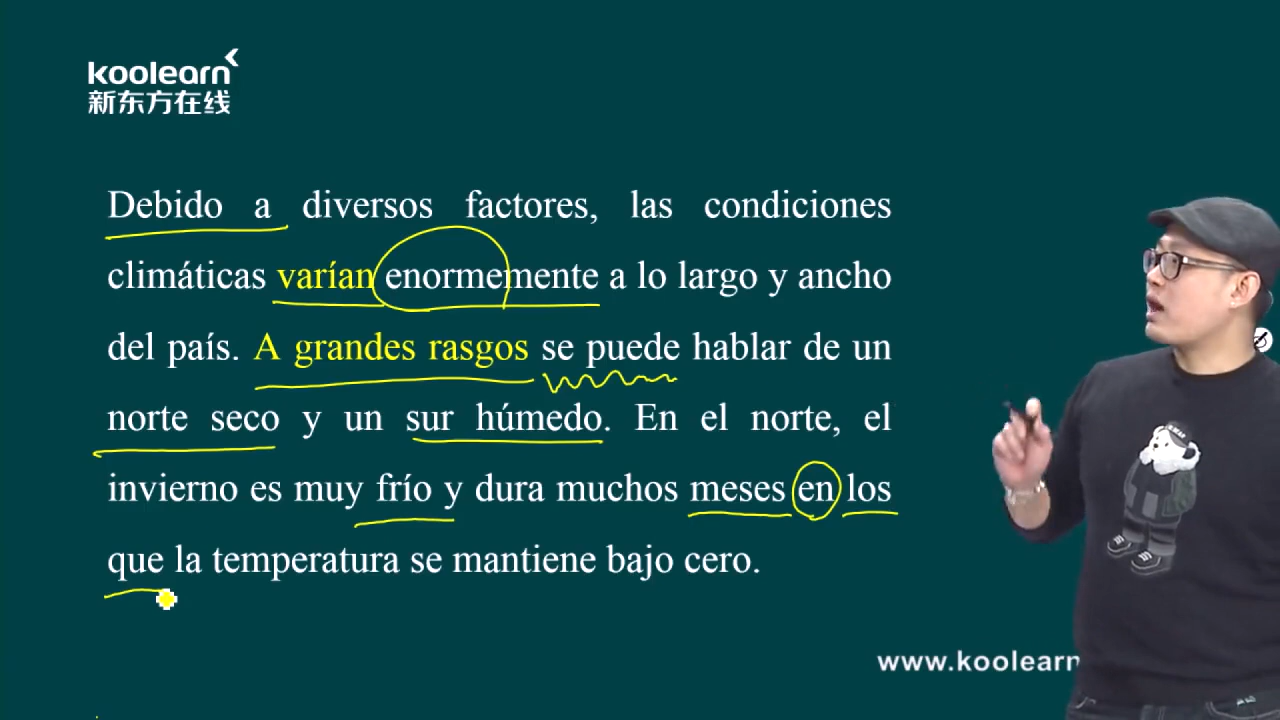 koolearn
新东方在线
Debido a diversos factores, las condiciones
climáticas varían enormemente a lo largo y ancho
del país. A grandes rasgos se puede hablar de un
norte seco y un sur húmedo. En el norte, el
invierno es muy frío y dura muchos meses en los
que la temperatura se mantiene bajo cero.
www.koolearn